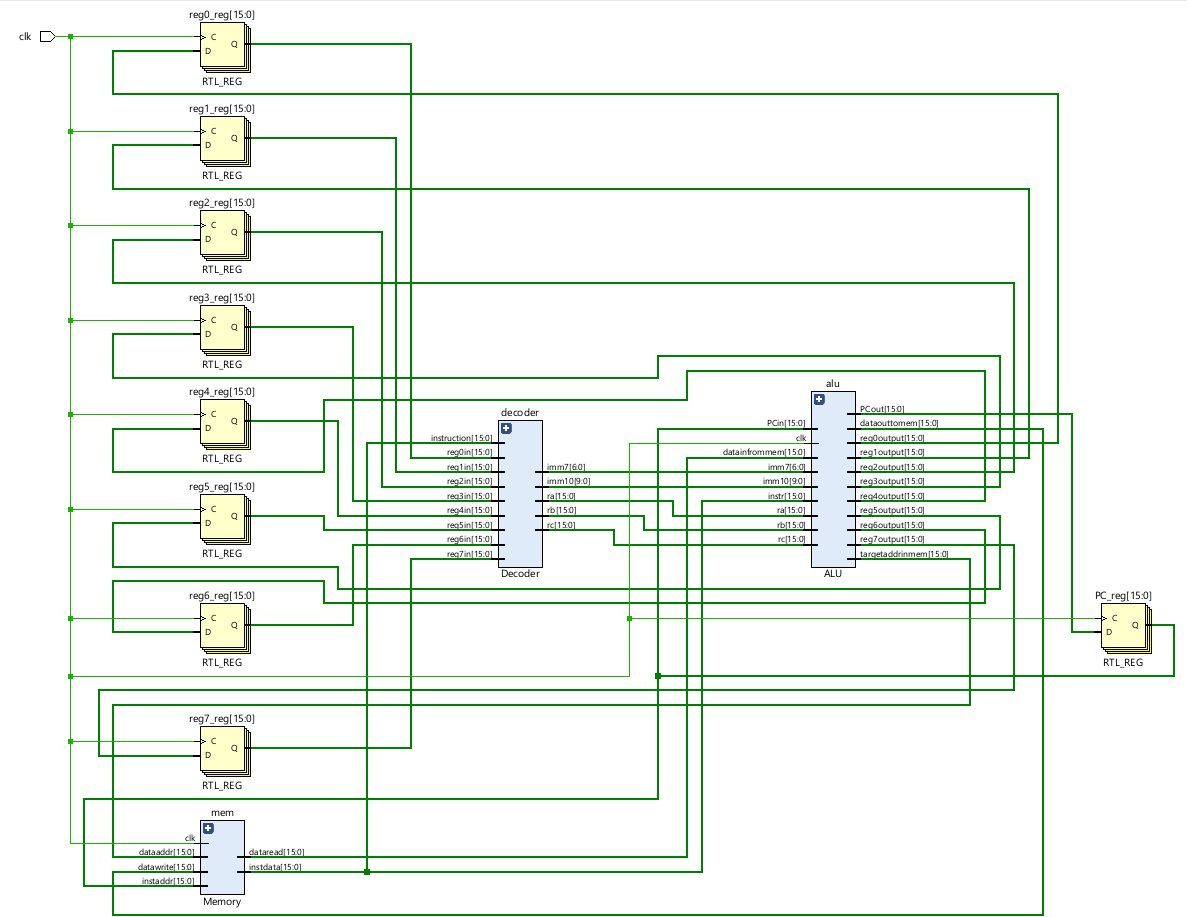 reg0_reg[15:0]
clk
C
D
Q
RTL_REG
reg1_reg[15:0]
C
D
Q
RTL_REG
reg2_reg[15:0]
C
D
Q
RTL_REG
reg3_reg[15:0]
C
D
Q
RTL_REG
reg4_reg[15:0]
C
D
Q
RTL_REG
reg5_reg[15:0]
C
D
Q
RTL_REG
reg6_reg[15:0]
C
D
Q
RTL_REG
reg7_reg[15:0]
C
D
Q
RTL_REG
mem
clk
dataaddr[15:0]
datawrite[15:0]
instaddr[15:0]
dataread[15:0]
instdata[15:0]
Memory
decoder
instruction[15:0]
reg0in[15:0]
reg1in[15:0]
reg2in[15:0]
reg3in[15:0]
reg4in[15:0]
reg5in[15:0]
reg6in[15:0]
reg7in[15:0]
imm7[6:0]
imm10[9:0]
ra[15:0]
rb[15:0]
rc[15:0]
Decoder
alu
PCin[15:0]
clk
datainfrommem[15:0]
imm7[6:0]
imm10[9:0]
instr[15:0]
ra[15:0]
rb[15:0]
rc[15:0]
PCout[15:0]
dataouttomem[15:0]
reg0output[15:0]
reg1output[15:0]
reg2output[15:0]
reg3output[15:0]
reg4output[15:0]
reg5output[15:0]
reg6output[15:0]
reg7output[15:0]
targetaddrinmem[15:0]
ALU
PC_reg[15:0]
C
D
Q
RTL_REG